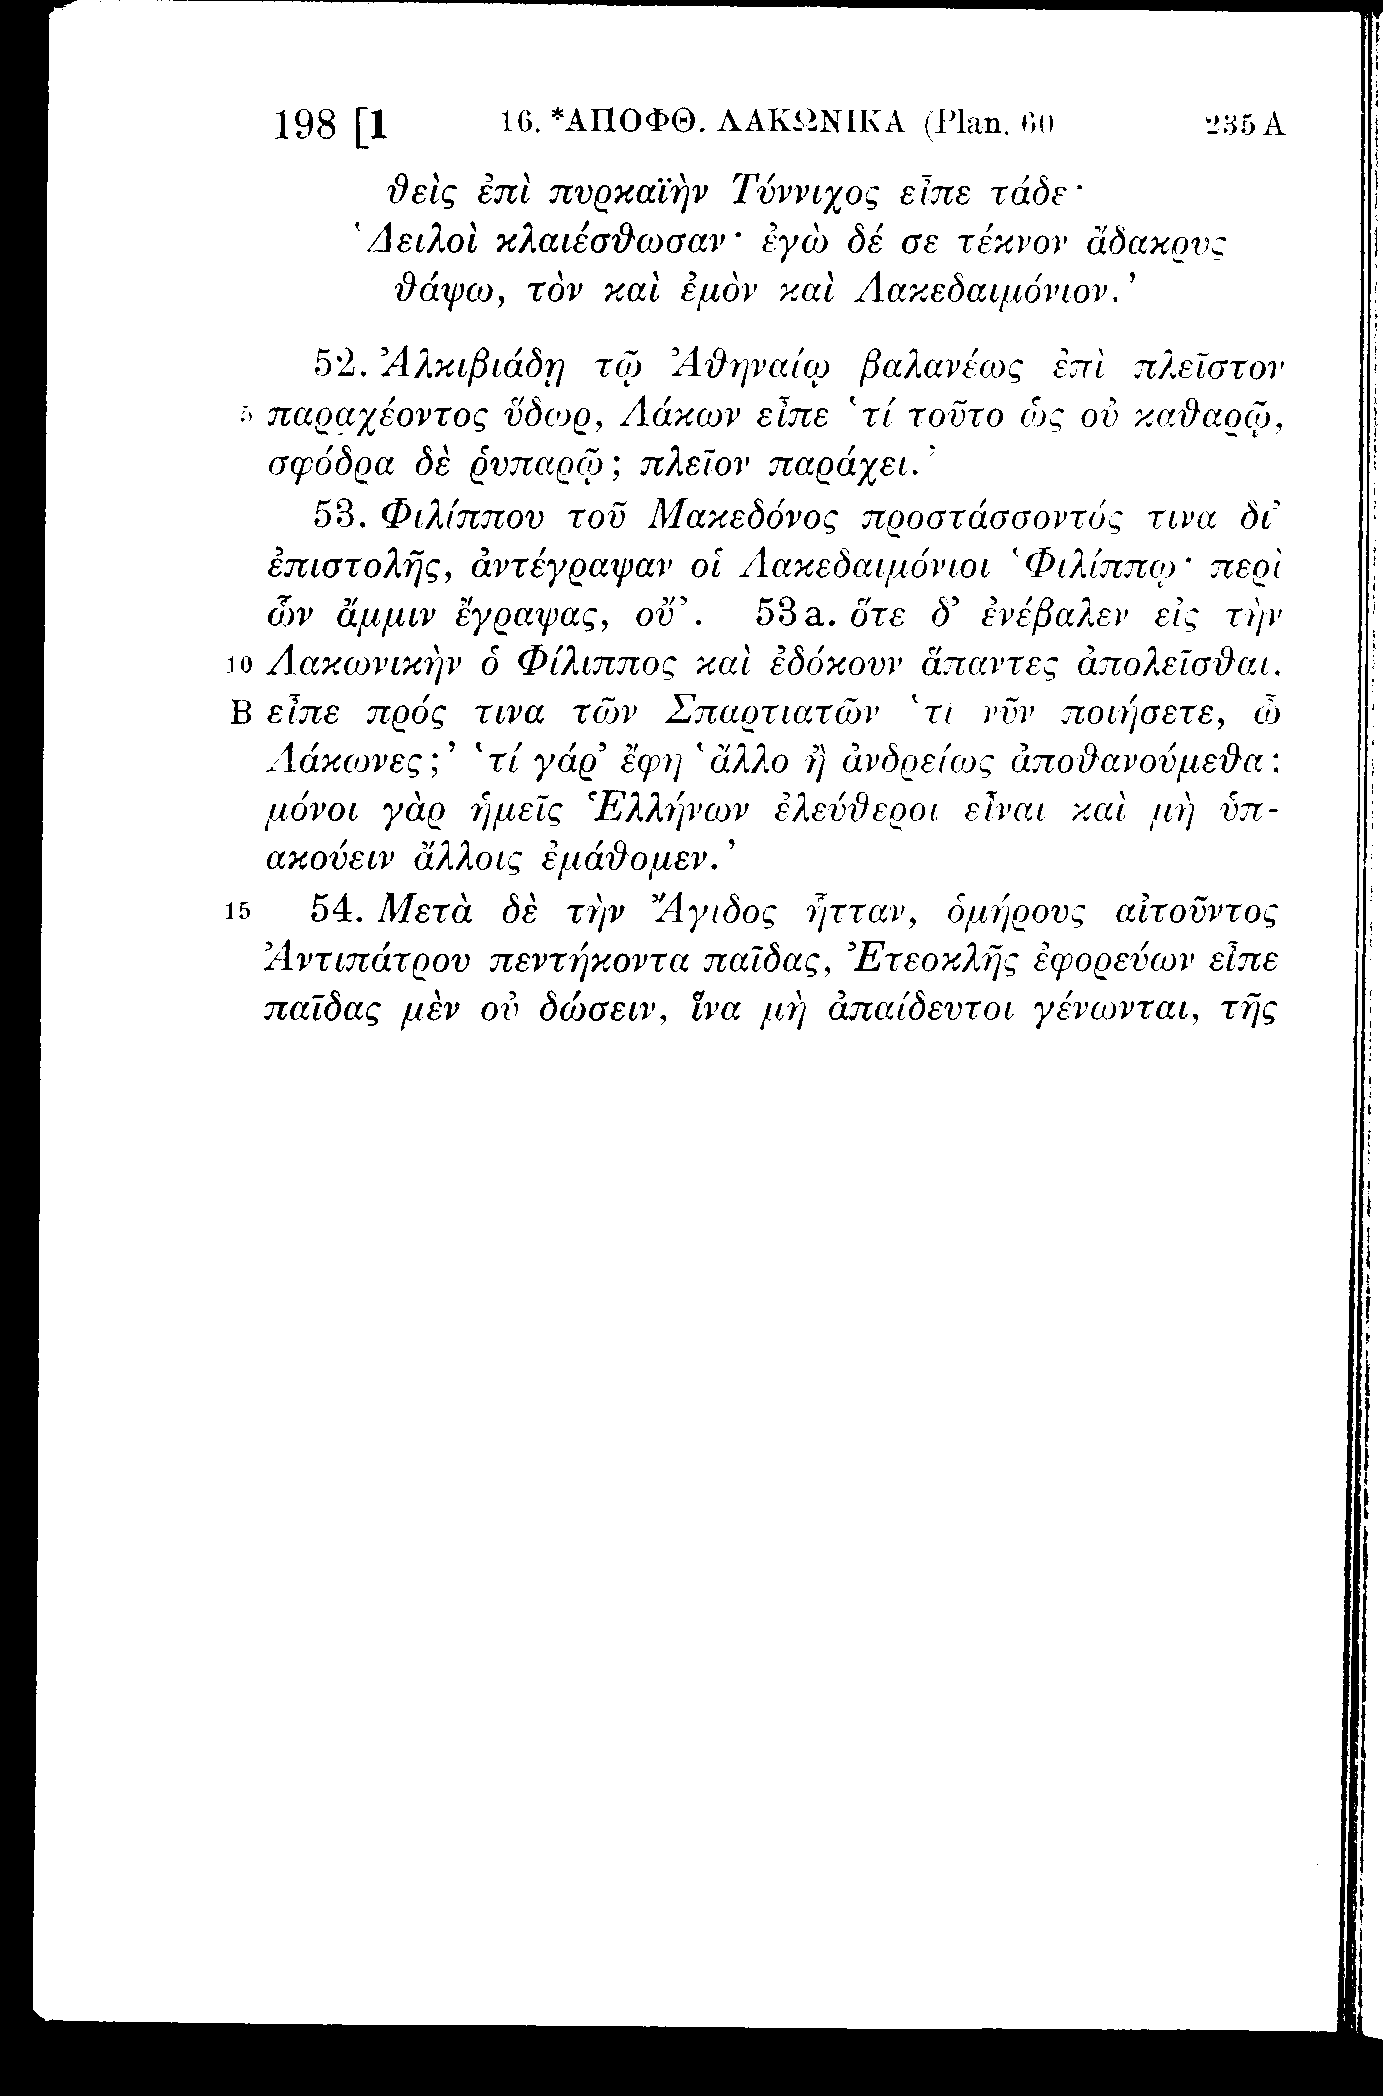 198 [1 16. *ΑΠΟΦΘ. ΛΑΚΩΝΙΚΑ (Plan. 60 235 A
θεὶς ἐπὶ πυρκαϊὴν Τύννιχος εἶπε τάδε·
‘Δειλοὶ κλαιέσθωσαν· ἐγὼ δέ σε τέκνον ἄδακρυς
θάψω, τὸν καὶ ἐμὸν καὶ Λακεδαιμόνιον.’
52. Ἀλκιβιάδῃ τῷ Ἀθηναίῳ βαλανέως ἐπὶ πλεῖστον
5 παραχέοντος ὕδωρ, Λάκων εἶπε ‘τί τοῦτο ὡς οὐ καθαρῷ,
σφόδρα δὲ ῥυπαρῷ; πλεῖον παράχει.’
53. Φιλίππου τοῦ Μακεδόνος προστάσσοντός τινα δι’
ἐπιστολῆς, ἀντέγραψαν οἱ Λακεδαιμόνιοι ‘Φιλίππῳ· περὶ
ὧν ἄμμιν ἔγραψας, οὔ’. 53a. ὅτε δ’ ἐνέβαλεν εἰς τὴν
10 Λακωνικὴν ὁ Φίλιππος καὶ ἐδόκουν ἅπαντες ἀπολεῖσθαι.
B εἶπε πρός τινα τῶν Σπαρτιατῶν ‘τί νῦν ποιήσετε, ὦ
Λάκωνες;’ ‘τί γάρ’ ἔφη ‘ἄλλο ἢ ἀνδρείως ἀποθανούμεθα;
μόνοι γὰρ ἡμεῖς Ἑλλήνων ἐλεύθεροι εἶναι καὶ μὴ ὑπ-
ακούειν ἄλλοις ἐμάθομεν.’
15 54. Μετὰ δὲ τὴν Ἄγιδος ἧτταν, ὁμήρους αἰτοῦντος
Ἀντιπάτρου πεντήκοντα παῖδας, Ἐτεοκλῆς ἐφορεύων εἶπε
παῖδας μὲν οὐ δώσειν, ἵνα μὴ ἀπαίδευτοι γένωνται, τῆς